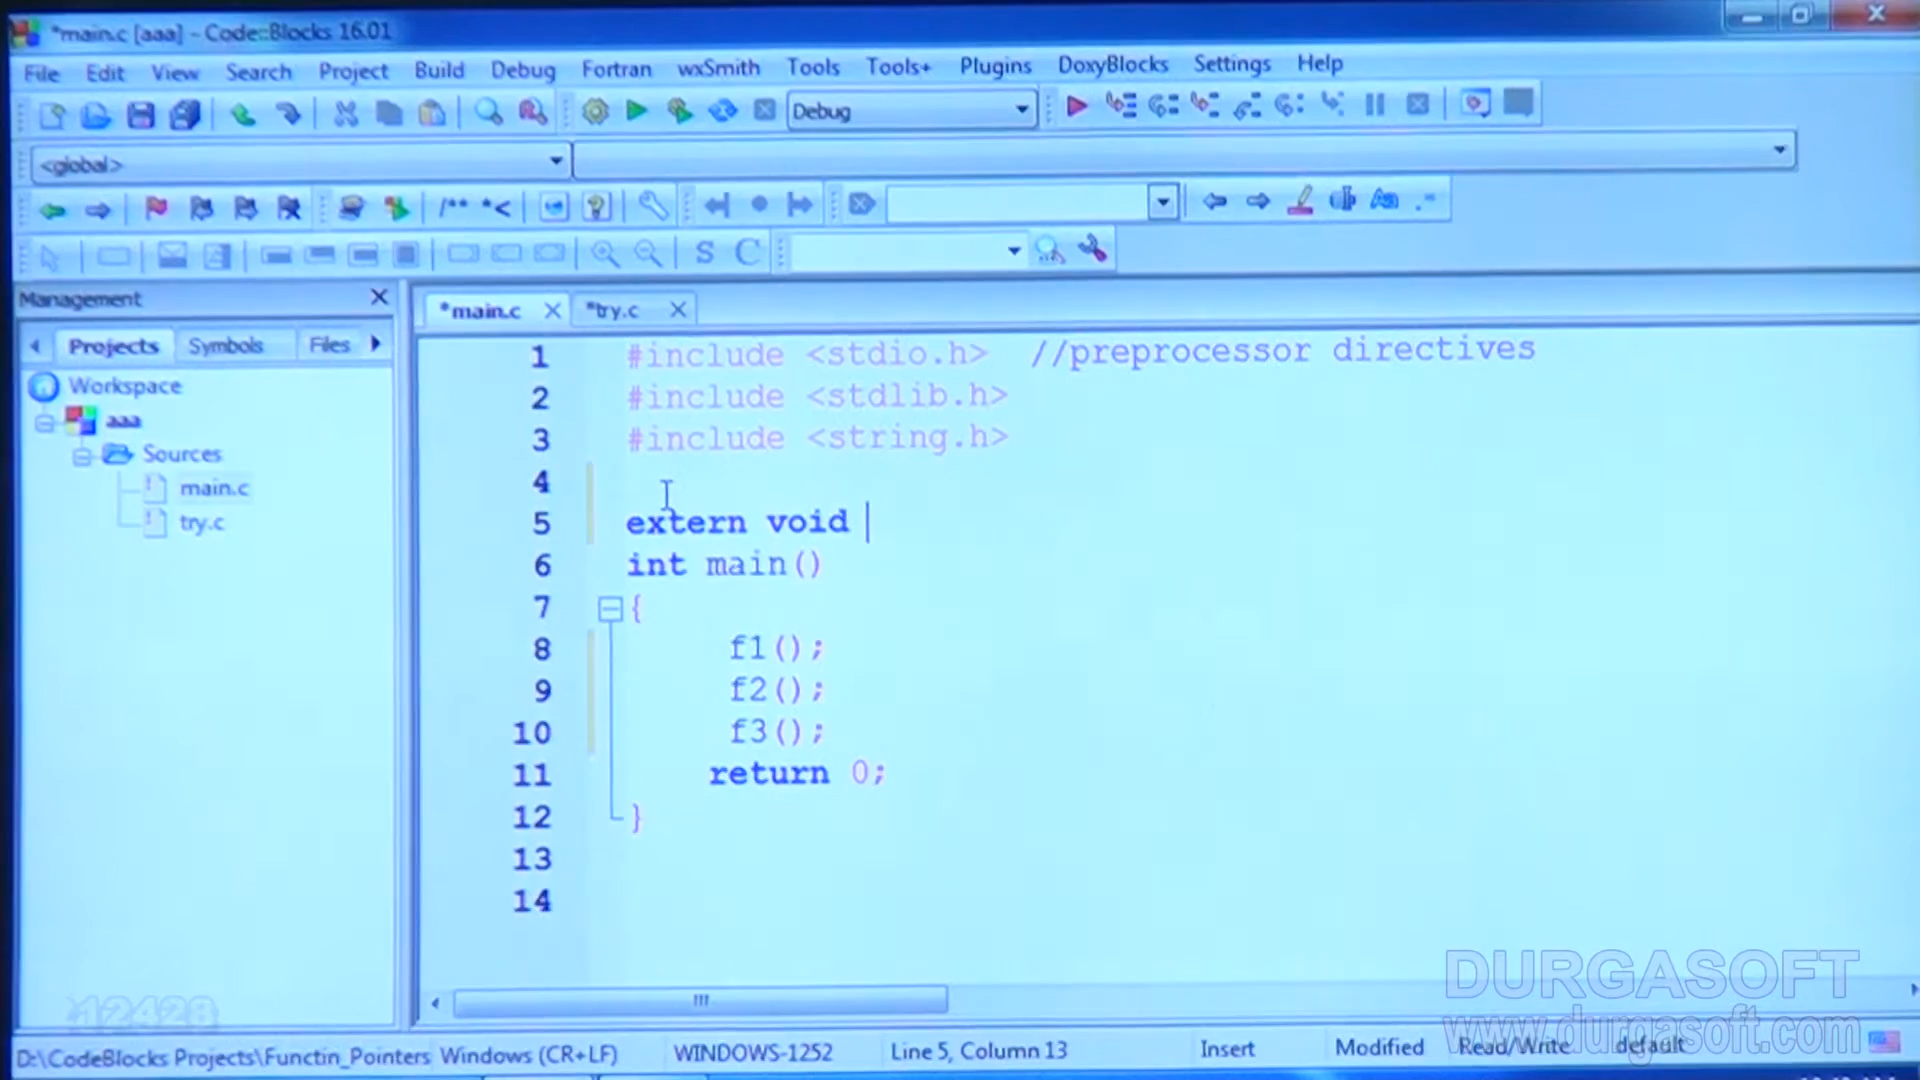 *main.c [aaa] - Code::Blocks 16.01
File Edit View Search Project Build Debug Fortran wxSmith Tools Tools+ Plugins DoxyBlocks Settings Help
Debug
<global>
/** *<
S C
Management
*main.c *try.c
Projects Symbols Files
Workspace
aaa
Sources
main.c
try.c
1 #include <stdio.h> //preprocessor directives
2 #include <stdlib.h>
3 #include <string.h>
4
5 extern void
6 int main()
7 {
8 f1();
9 f2();
10 f3();
11 return 0;
12 }
13
14
DURGASOFT
www.durgasoft.com
12428
D:\CodeBlocks Projects\Functin_Pointers Windows (CR+LF) WINDOWS-1252 Line 5, Column 13 Insert Modified Read/Write default